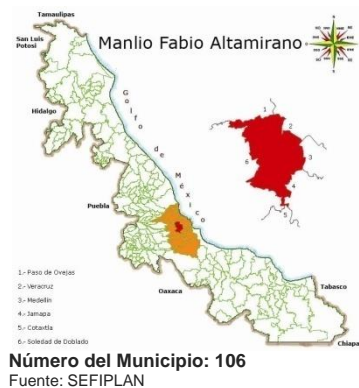 Tamaulipas
San Luis
Potosi
Manlio Fabio Altamirano
Hidalgo
Golfo de México
1
2
3
6
4
5
Puebla
Tabasco
Oaxaca
Chiapa
1.- Paso de Ovejas
2.- Veracruz
3.- Medellín
4.- Jamapa
5.- Cotaxtla
6.- Soledad de Doblado
Número del Municipio: 106
Fuente: SEFIPLAN